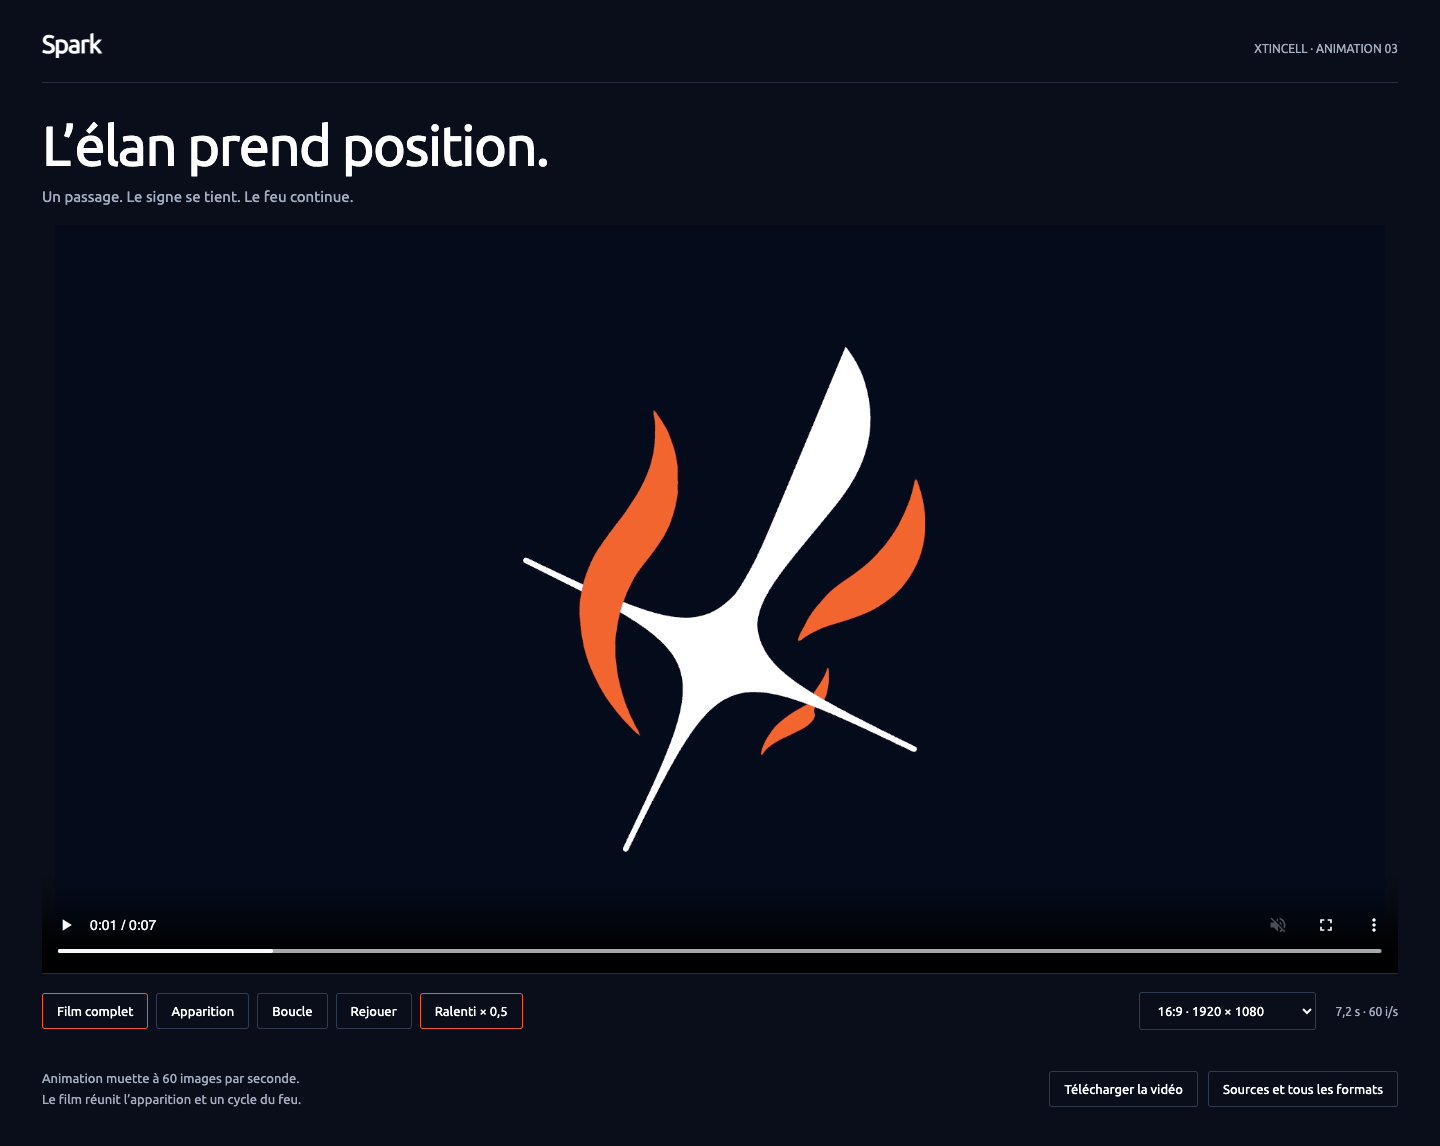 Spark
XTINCELL · ANIMATION 03
L’élan prend position.
Un passage. Le signe se tient. Le feu continue.
0:01 / 0:07
Film complet
Apparition
Boucle
Rejouer
Ralenti × 0,5
16:9 · 1920 × 1080
7,2 s · 60 i/s
Animation muette à 60 images par seconde.
Le film réunit l’apparition et un cycle du feu.
Télécharger la vidéo
Sources et tous les formats